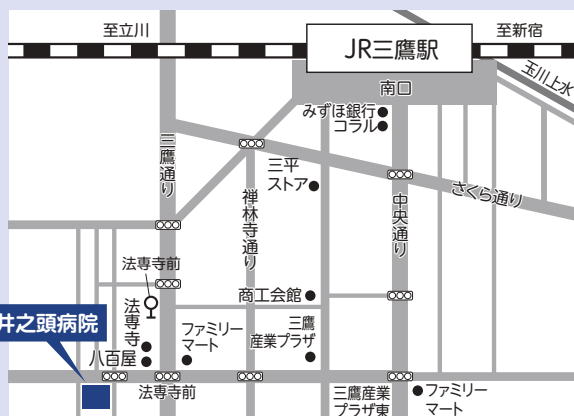 至立川
JR三鷹駅
至新宿
玉川上水
南口
みずほ銀行
コラル
三鷹通り
三平
ストア
さくら通り
禅林寺通り
中央通り
法専寺前
商工会館
法専寺
井之頭病院
八百屋
ファミリー
マート
三鷹
産業プラザ
法専寺前
三鷹産業
プラザ東
ファミリー
マート